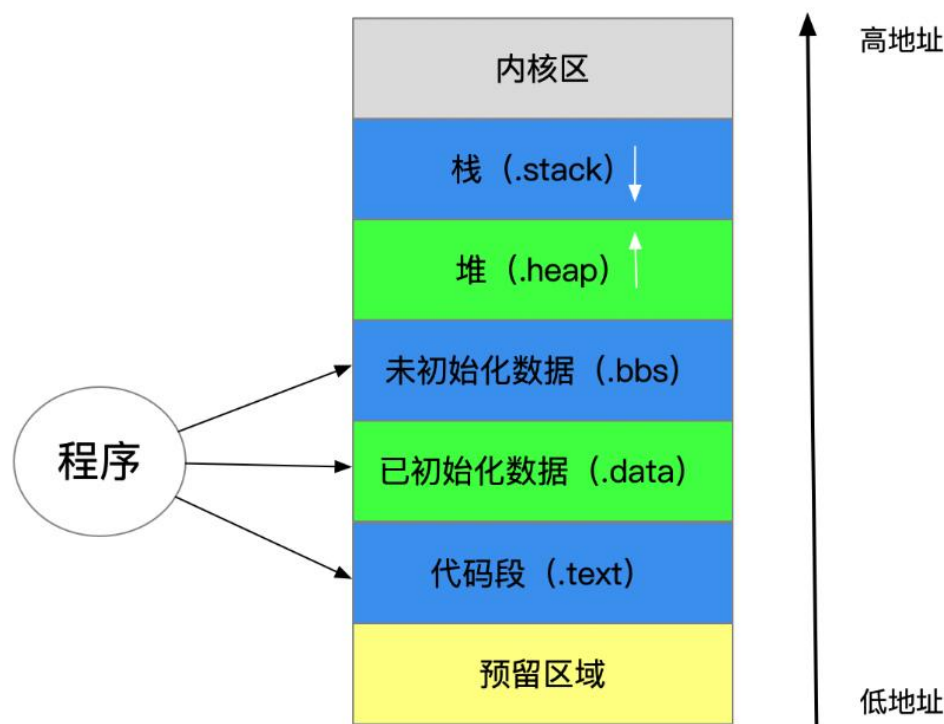 高地址
内核区
栈（.stack）
堆（.heap）
未初始化数据（.bbs）
程序
已初始化数据（.data）
代码段（.text）
预留区域
低地址